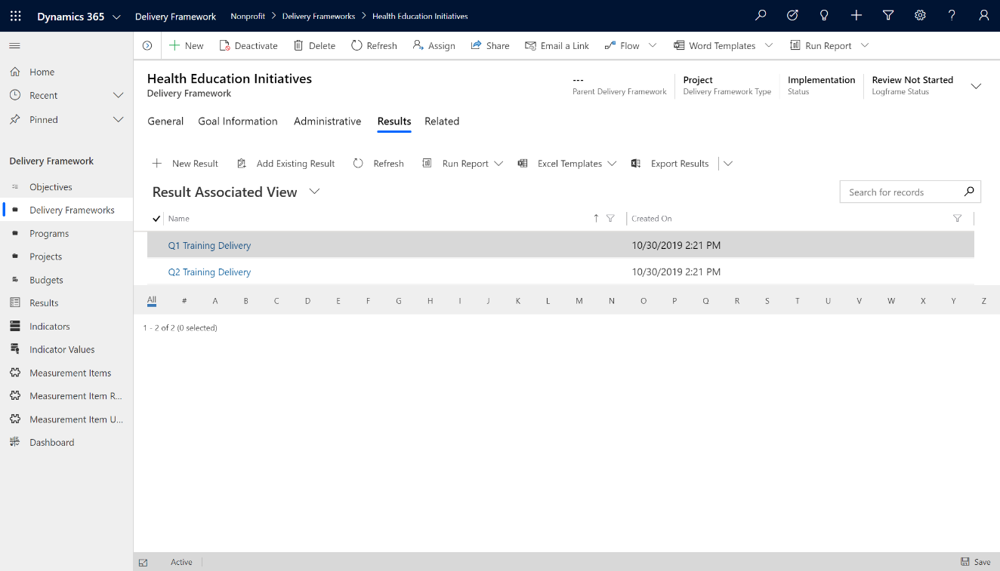 Dynamics 365 Delivery Framework Nonprofit > Delivery Frameworks > Health Education Initiatives
New Deactivate Delete Refresh Assign Share Email a Link Flow Word Templates Run Report
Home
Recent
Pinned
Delivery Framework
Objectives
Delivery Frameworks
Programs
Projects
Budgets
Results
Indicators
Indicator Values
Measurement Items
Measurement Item R...
Measurement Item U...
Dashboard
Health Education Initiatives
Delivery Framework
---
Parent Delivery Framework
Project
Delivery Framework Type
Implementation
Status
Review Not Started
Logframe Status
General Goal Information Administrative Results Related
New Result Add Existing Result Refresh Run Report Excel Templates Export Results
Result Associated View
Search for records
Name Created On
Q1 Training Delivery 10/30/2019 2:21 PM
Q2 Training Delivery 10/30/2019 2:21 PM
All # A B C D E F G H I J K L M N O P Q R S T U V W X Y Z
1 - 2 of 2 (0 selected)
Active Save